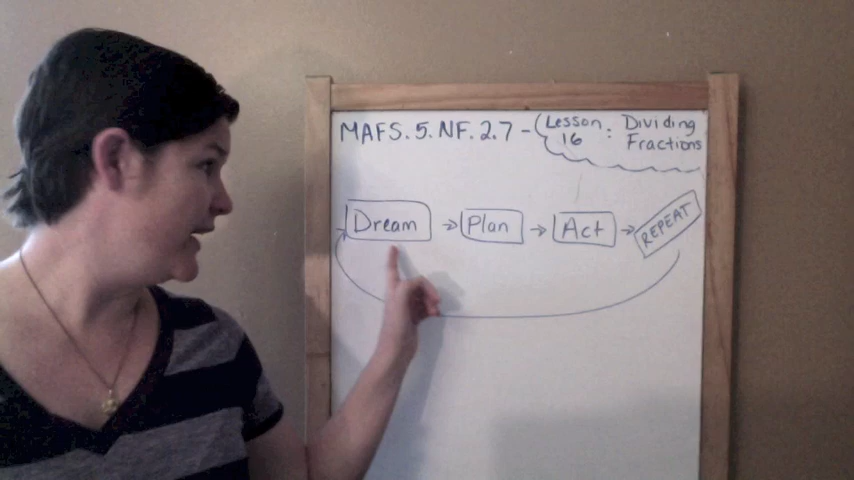 MAFS.5.NF.2.7 - Lesson 16 : Dividing Fractions
Dream Plan Act REPEAT